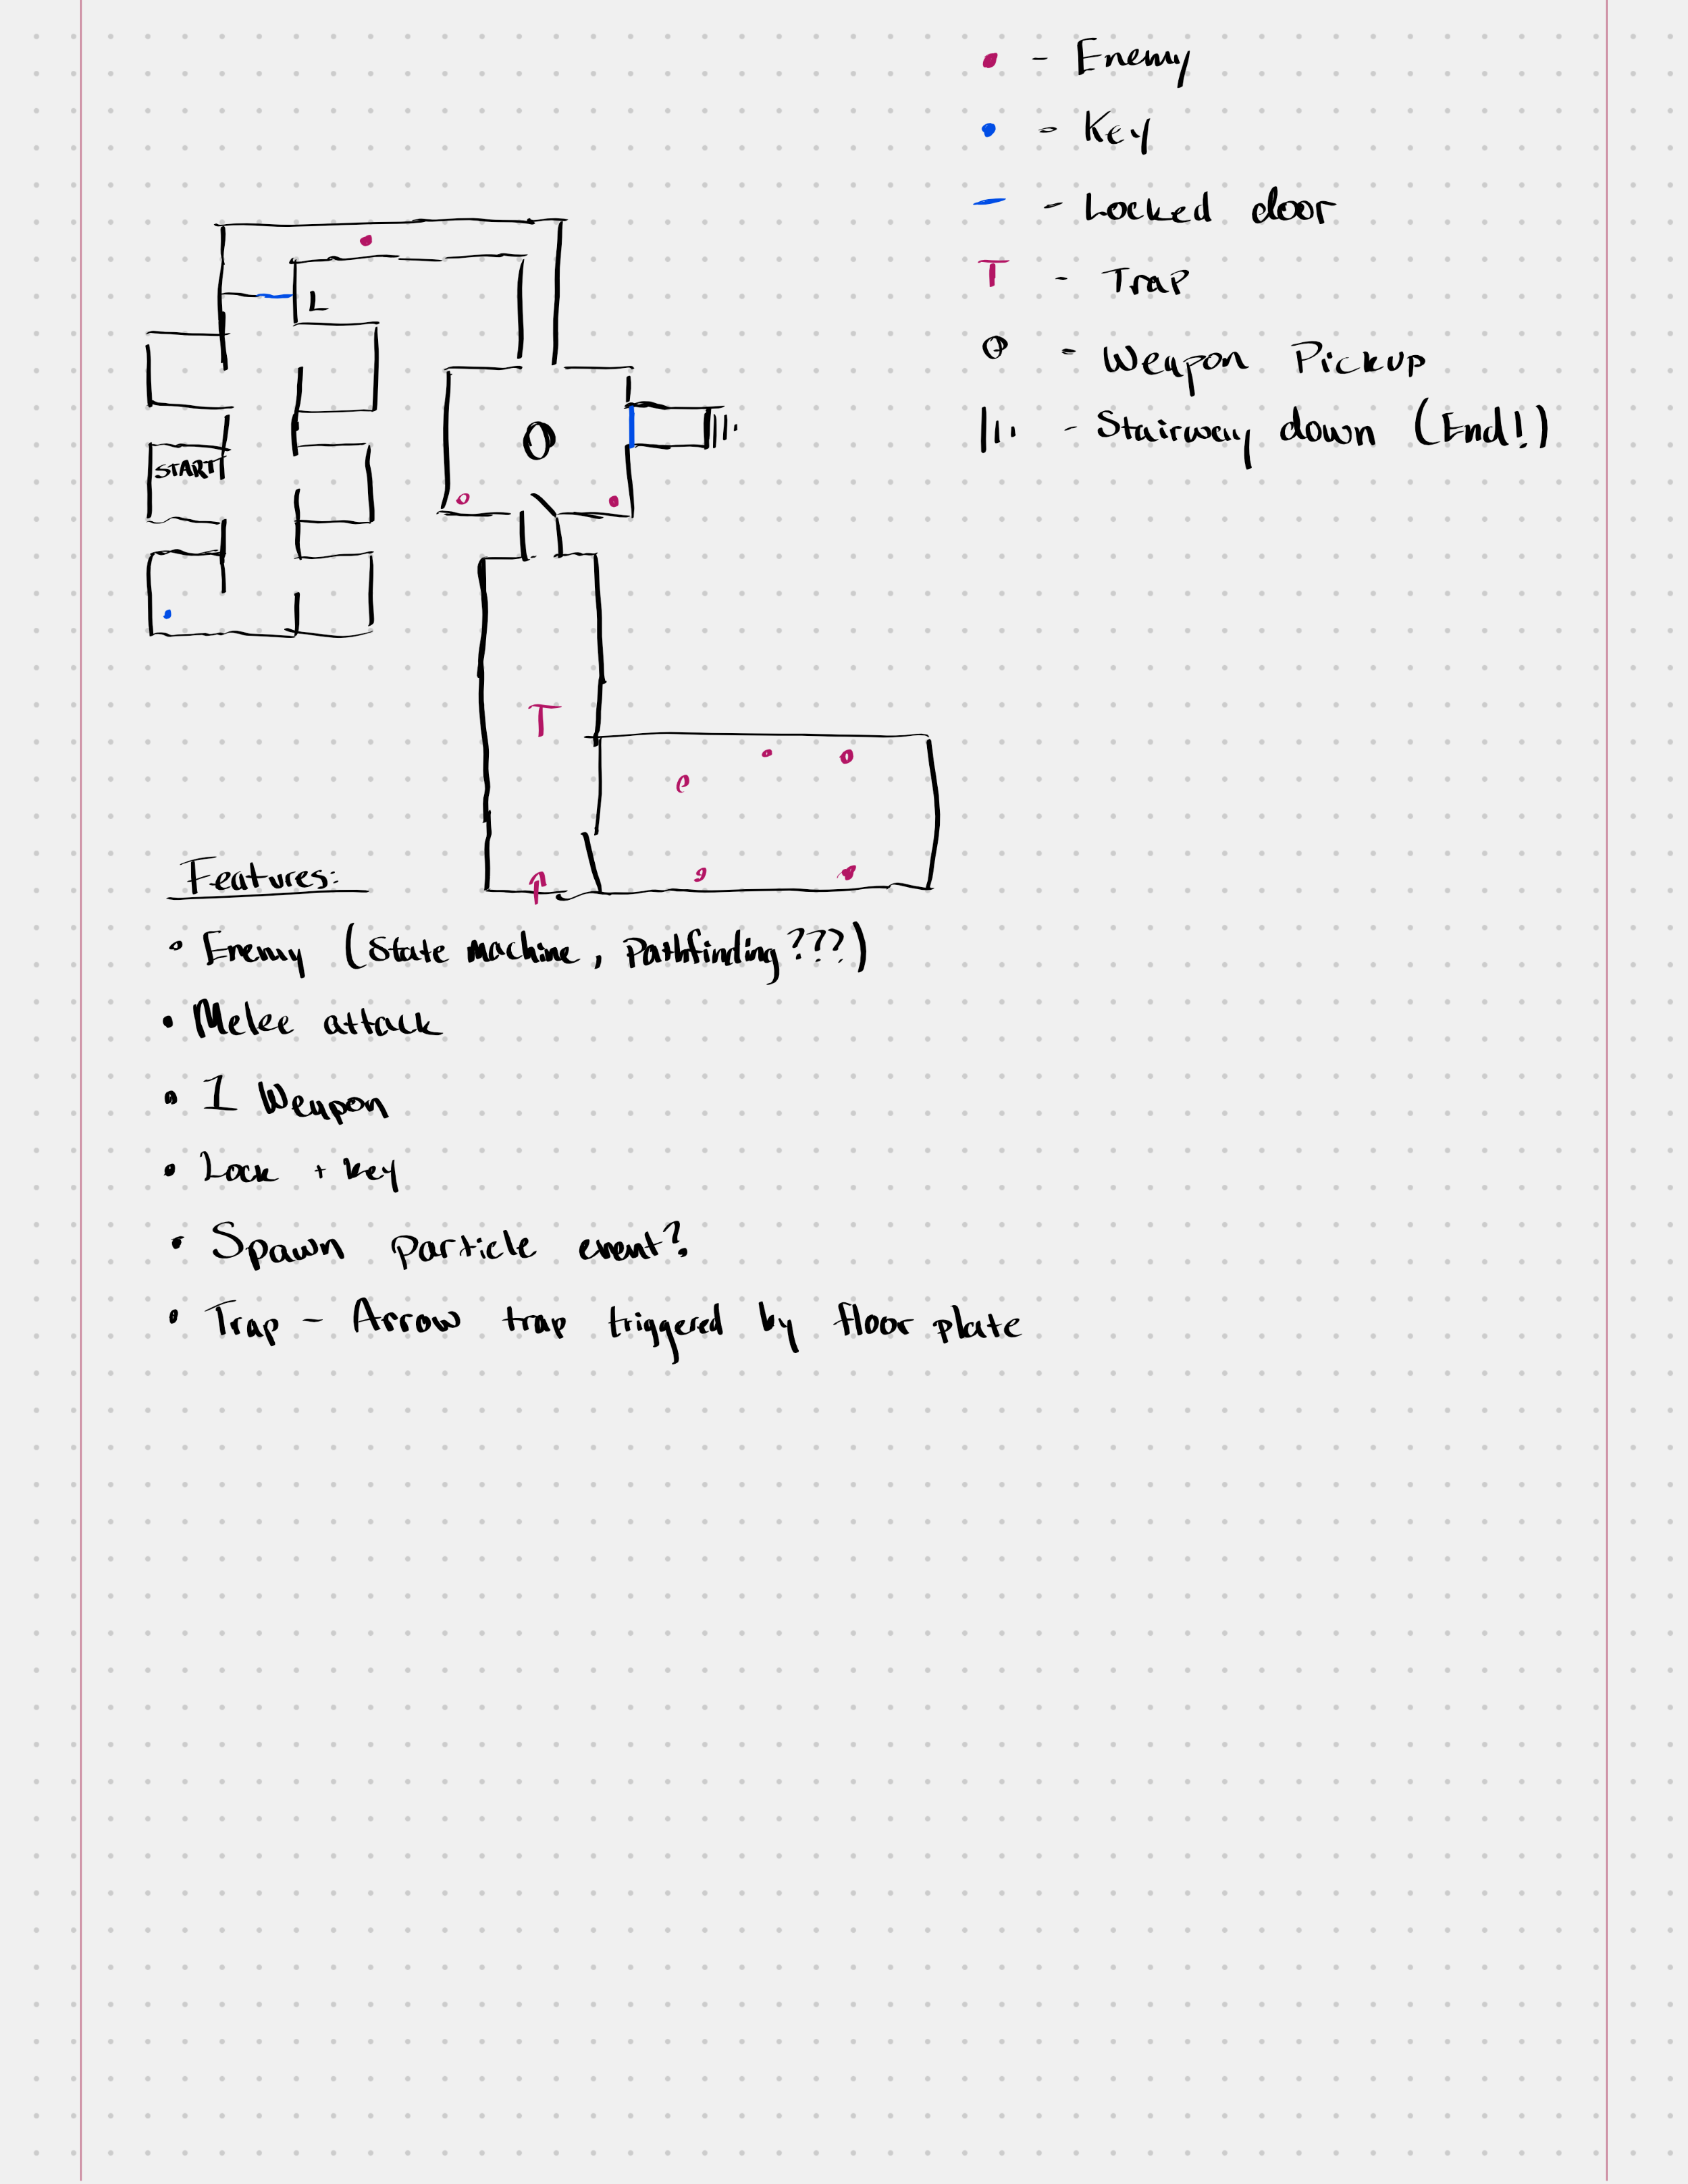 - Enemy
- Key
- Locked door
T - Trap
- Weapon Pickup
- Stairway down (End!)
L
START
O
T
Features:
• Enemy (State machine, Pathfinding???)
• Melee attack
• 1 Weapon
• Lock + key
• Spawn particle event?
• Trap - Arrow trap triggered by floor plate